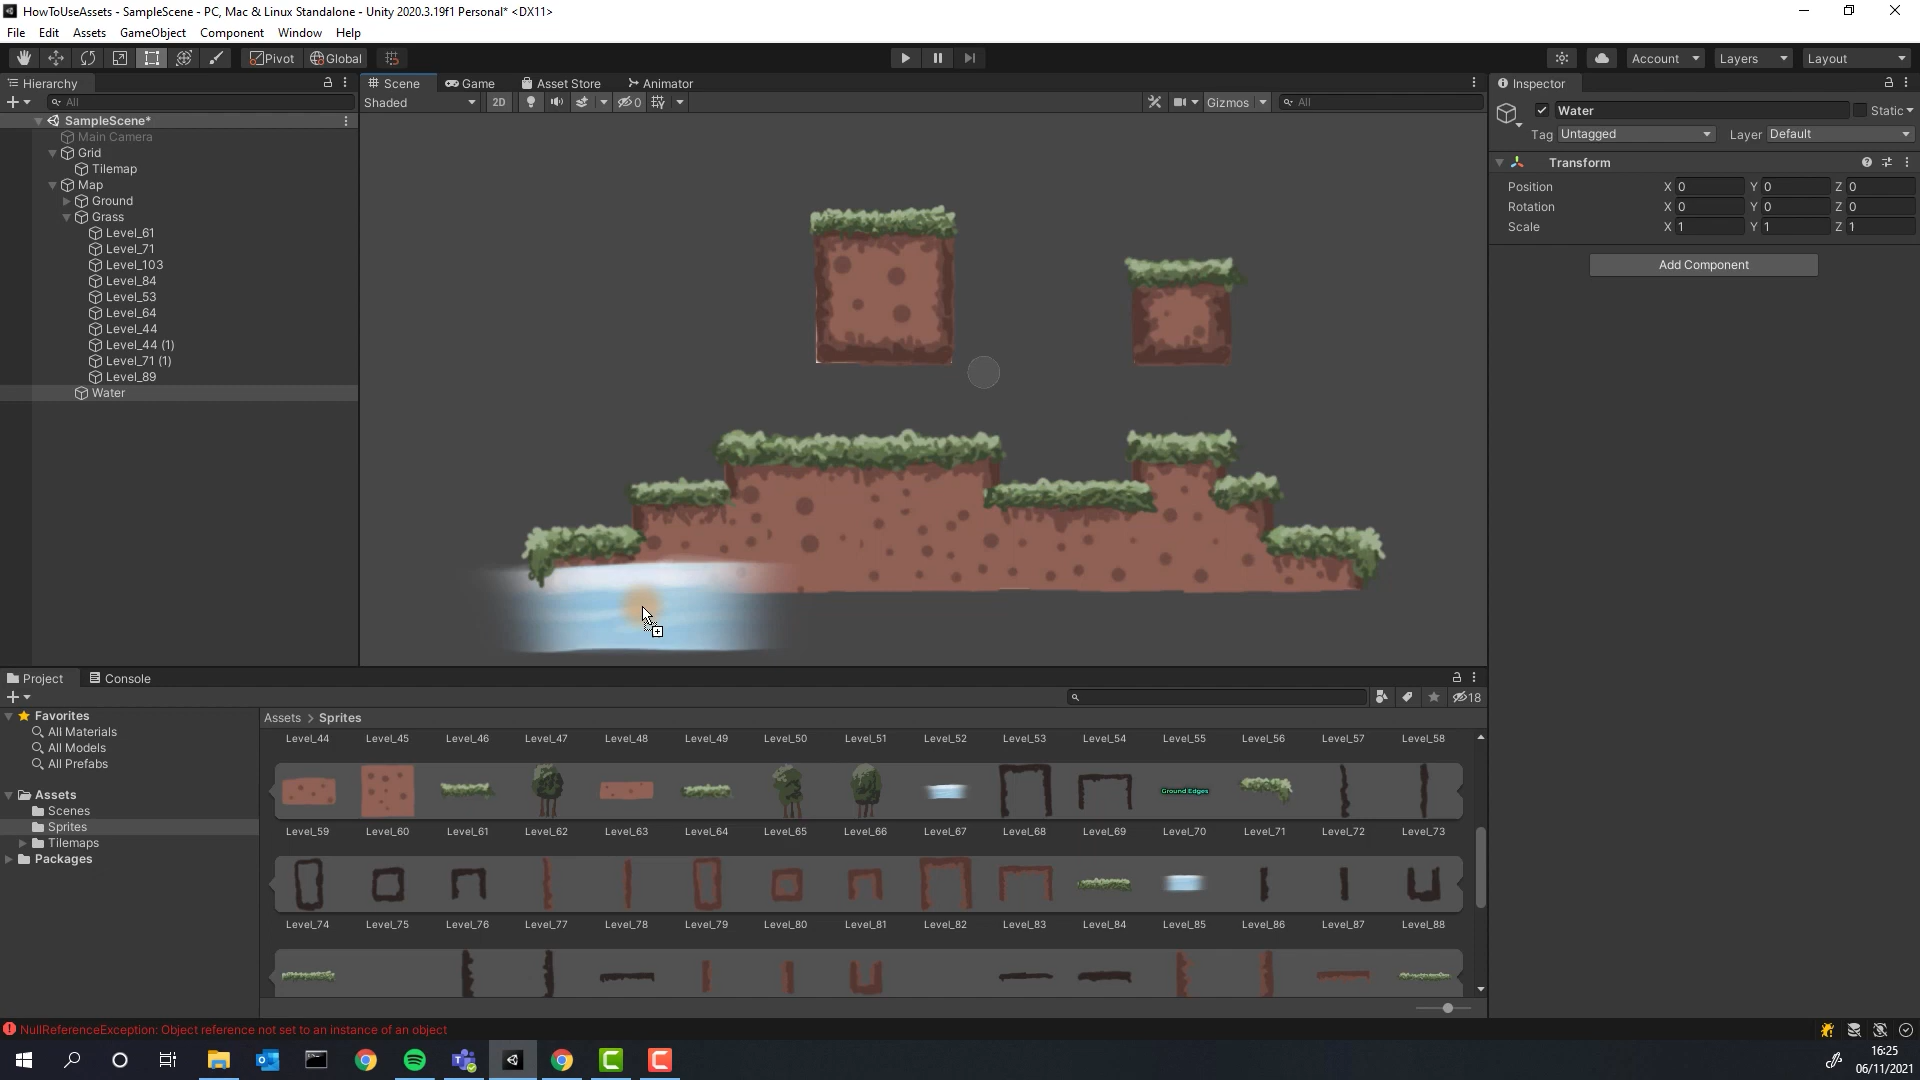 HowToUseAssets - SampleScene - PC, Mac & Linux Standalone - Unity 2020.3.19f1 Personal* <DX11>
File Edit Assets GameObject Component Window Help
Pivot Global Account Layers Layout
Hierarchy Scene Game Asset Store Animator Inspector
All Shaded 2D 0 Gizmos All Water Static
SampleScene*
Main Camera
Grid
Tilemap
Map
Ground
Grass
Level_61
Level_71
Level_103
Level_84
Level_53
Level_64
Level_44
Level_44 (1)
Level_71 (1)
Level_89
Water
Tag Untagged Layer Default
Transform
Position X 0 Y 0 Z 0
Rotation X 0 Y 0 Z 0
Scale X 1 Y 1 Z 1
Add Component
Project Console
18
Favorites
All Materials
All Models
All Prefabs
Assets
Scenes
Sprites
Tilemaps
Packages
Assets > Sprites
Level_44 Level_45 Level_46 Level_47 Level_48 Level_49 Level_50 Level_51 Level_52 Level_53 Level_54 Level_55 Level_56 Level_57 Level_58
Ground Edges
Level_59 Level_60 Level_61 Level_62 Level_63 Level_64 Level_65 Level_66 Level_67 Level_68 Level_69 Level_70 Level_71 Level_72 Level_73
Level_74 Level_75 Level_76 Level_77 Level_78 Level_79 Level_80 Level_81 Level_82 Level_83 Level_84 Level_85 Level_86 Level_87 Level_88
NullReferenceException: Object reference not set to an instance of an object
16:25
06/11/2021